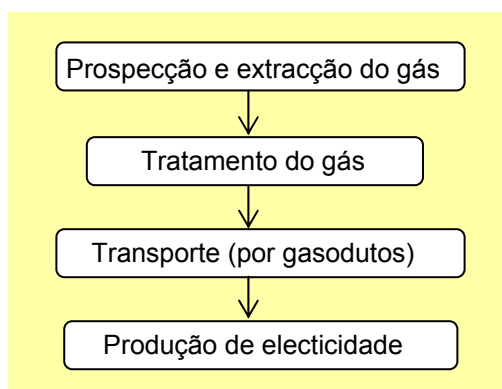 Prospecção e extracção do gás
Tratamento do gás
Transporte (por gasodutos)
Produção de electicidade